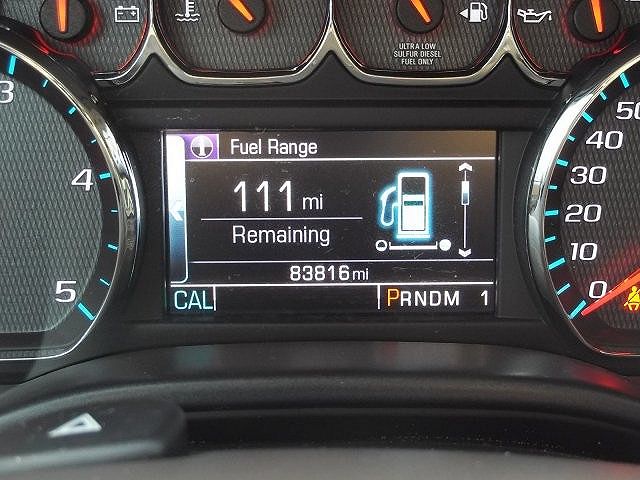 ULTRA LOW
SULFUR DIESEL
FUEL ONLY
3
4
5
Fuel Range
111 mi
Remaining
83816 mi
CAL PRNDM 1
50
40
30
20
10
0